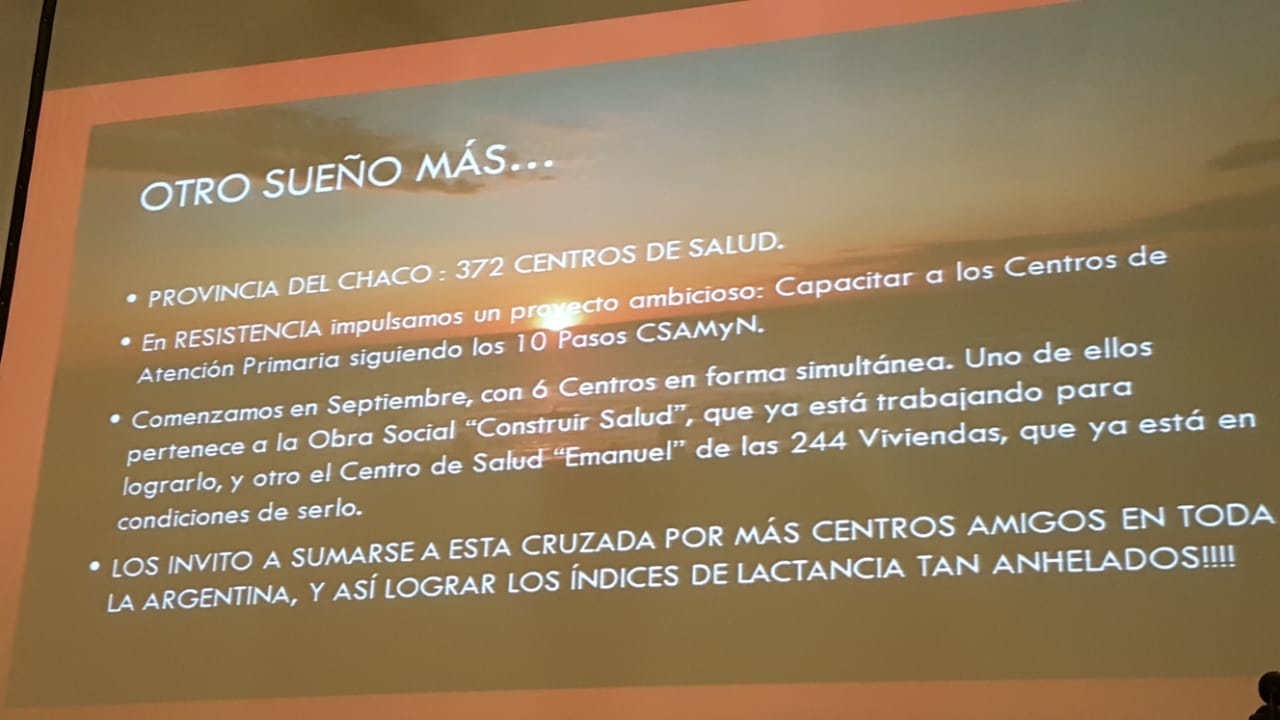 OTRO SUEÑO MÁS...
• PROVINCIA DEL CHACO : 372 CENTROS DE SALUD.
• En RESISTENCIA impulsamos un proyecto ambicioso: Capacitar a los Centros de
Atención Primaria siguiendo los 10 Pasos CSAMyN.
• Comenzamos en Septiembre, con 6 Centros en forma simultánea. Uno de ellos
pertenece a la Obra Social “Construir Salud”, que ya está trabajando para
lograrlo, y otro el Centro de Salud “Emanuel” de las 244 Viviendas, que ya está en
condiciones de serlo.
• LOS INVITO A SUMARSE A ESTA CRUZADA POR MÁS CENTROS AMIGOS EN TODA
LA ARGENTINA, Y ASÍ LOGRAR LOS ÍNDICES DE LACTANCIA TAN ANHELADOS!!!!